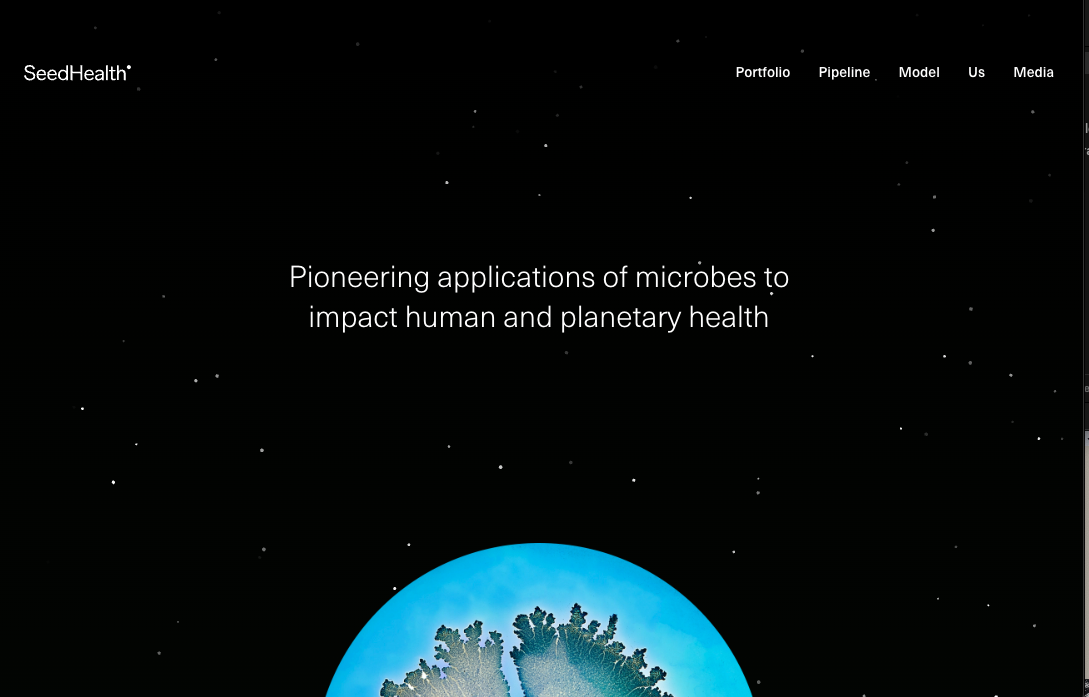 SeedHealth
Portfolio Pipeline Model Us Media
Pioneering applications of microbes to
impact human and planetary health